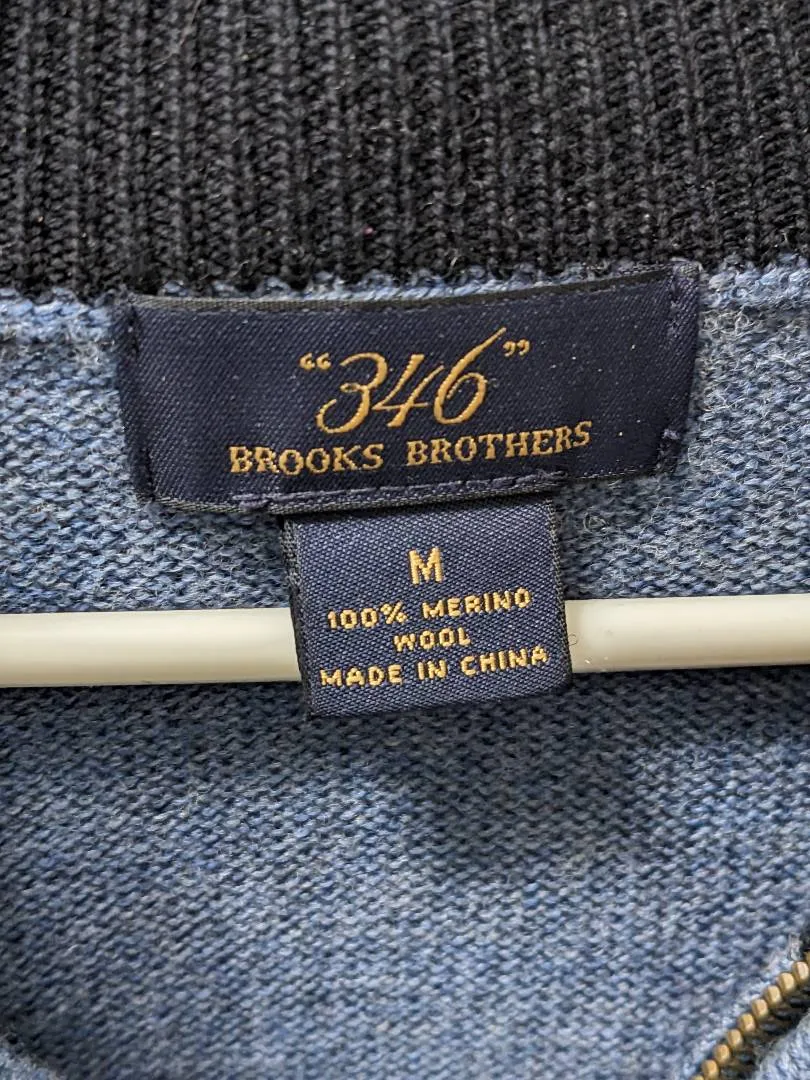 “346”
BROOKS BROTHERS
M
100% MERINO
WOOL
MADE IN CHINA